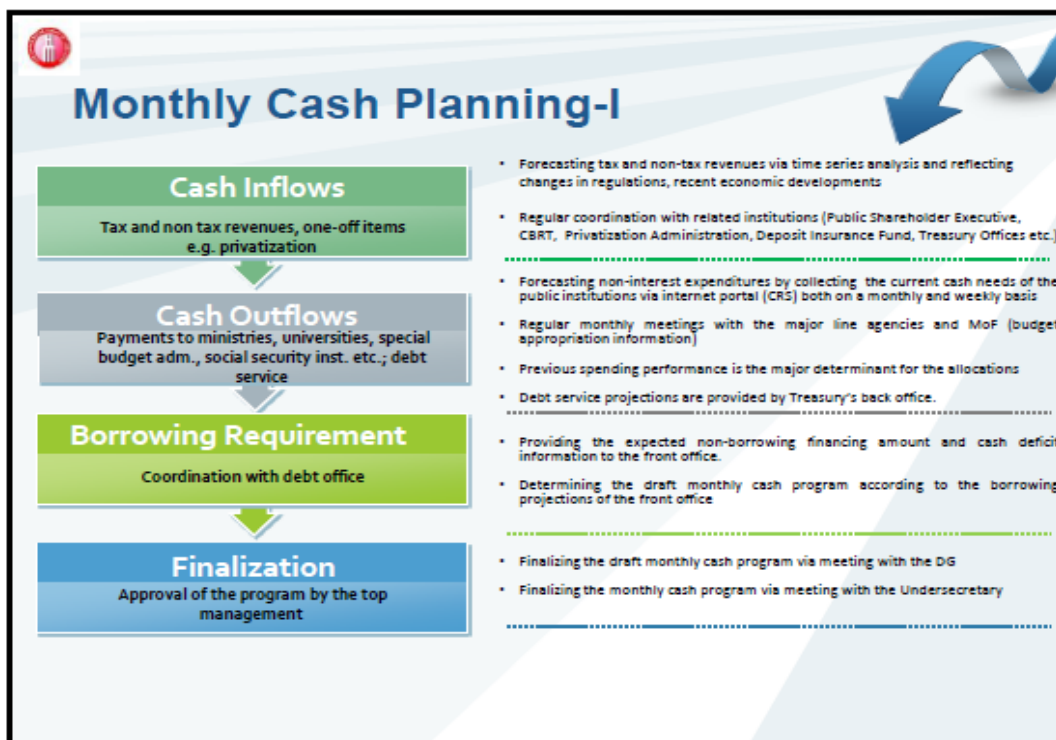 Monthly Cash Planning-I
Cash Inflows
Tax and non tax revenues, one-off items
e.g. privatization
• Forecasting tax and non-tax revenues via time series analysis and reflecting
changes in regulations, recent economic developments
• Regular coordination with related institutions (Public Shareholder Executive,
CBRT, Privatization Administration, Deposit Insurance Fund, Treasury Offices etc.)
Cash Outflows
Payments to ministries, universities, special
budget adm., social security inst. etc.; debt
service
• Forecasting non-interest expenditures by collecting the current cash needs of the
public institutions via internet portal (CRS) both on a monthly and weekly basis
• Regular monthly meetings with the major line agencies and MoF (budget
appropriation information)
• Previous spending performance is the major determinant for the allocations
• Debt service projections are provided by Treasury's back office.
Borrowing Requirement
Coordination with debt office
• Providing the expected non-borrowing financing amount and cash deficit
information to the front office.
• Determining the draft monthly cash program according to the borrowing
projections of the front office
Finalization
Approval of the program by the top
management
• Finalizing the draft monthly cash program via meeting with the DG
• Finalizing the monthly cash program via meeting with the Undersecretary